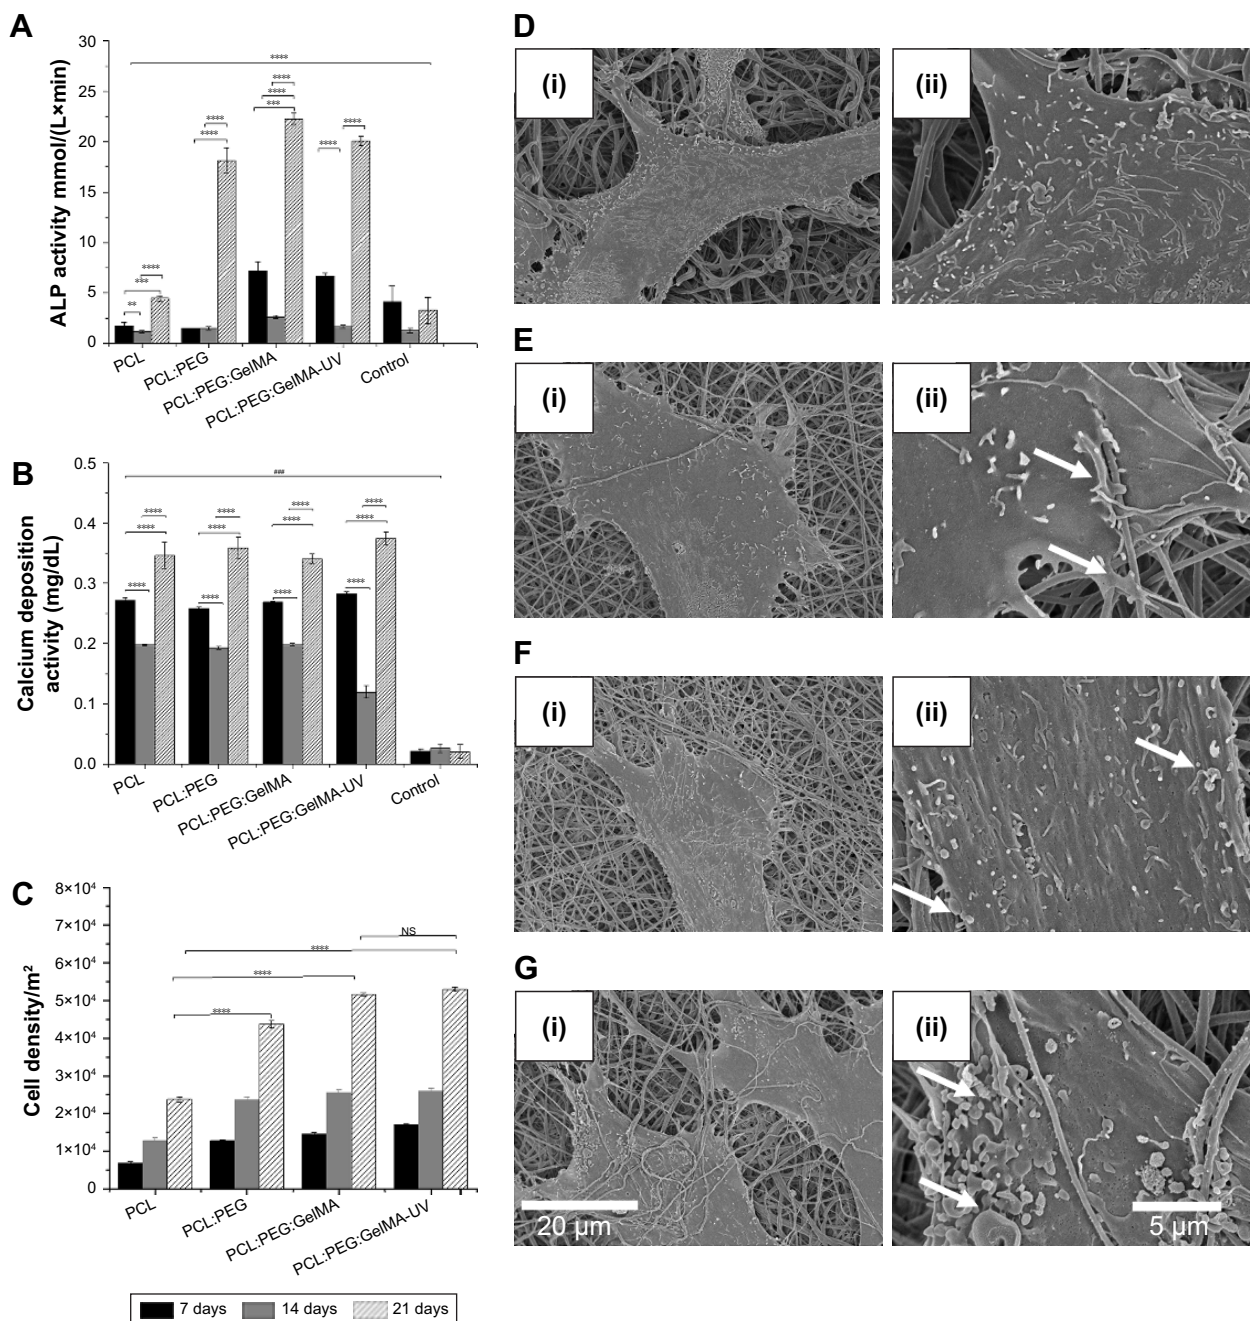 A
ALP activity mmol/(L×min)
30
25
20
15
10
5
0
****
**
***
****
****
****
***
****
****
****
****
PCL
PCL:PEG
PCL:PEG:GelMA
PCL:PEG:GelMA-UV
Control
B
Calcium deposition
activity (mg/dL)
0.5
0.4
0.3
0.2
0.1
0.0
###
****
****
****
****
****
****
****
****
****
****
****
****
PCL
PCL:PEG
PCL:PEG:GelMA
PCL:PEG:GelMA-UV
Control
C
Cell density/m²
8×10⁴
7×10⁴
6×10⁴
5×10⁴
4×10⁴
3×10⁴
2×10⁴
1×10⁴
0
NS
****
****
****
PCL
PCL:PEG
PCL:PEG:GelMA
PCL:PEG:GelMA-UV
7 days 14 days 21 days
D
(i) (ii)
E
(i) (ii)
F
(i) (ii)
G
(i) (ii)
20 μm 5 μm